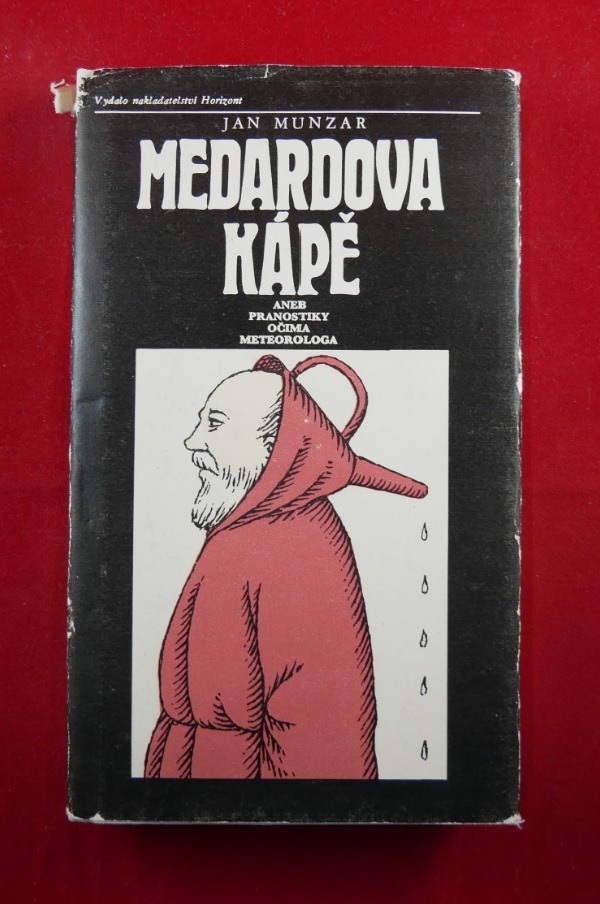 Vydalo nakladatelství Horizont
JAN MUNZAR
MEDARDOVA
KÁPĚ
ANEB
PRANOSTIKY
OČIMA
METEOROLOGA